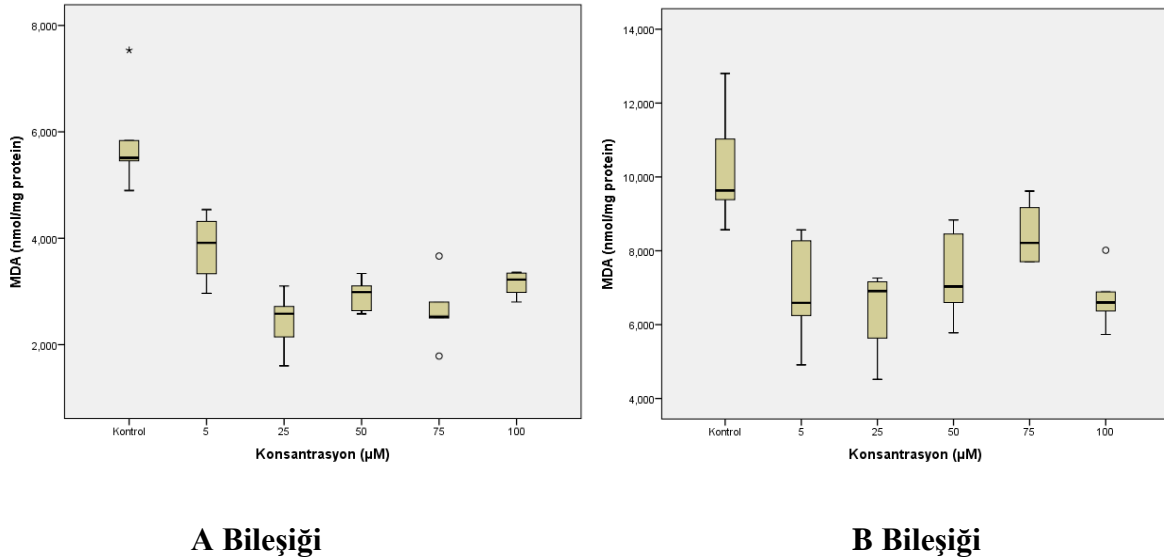 8,000
6,000
4,000
2,000
MDA (nmol/mg protein)
*
Kontrol 5 25 50 75 100
Konsantrasyon (µM)
14,000
12,000
10,000
8,000
6,000
4,000
MDA (nmol/mg protein)
Kontrol 5 25 50 75 100
Konsantrasyon (µM)
A Bileşiği
B Bileşiği